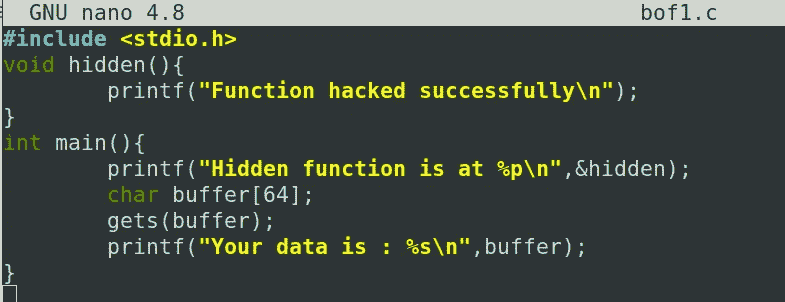 GNU nano 4.8 bof1.c
#include <stdio.h>
void hidden(){
        printf("Function hacked successfully\n");
}
int main(){
        printf("Hidden function is at %p\n",&hidden);
        char buffer[64];
        gets(buffer);
        printf("Your data is : %s\n",buffer);
}